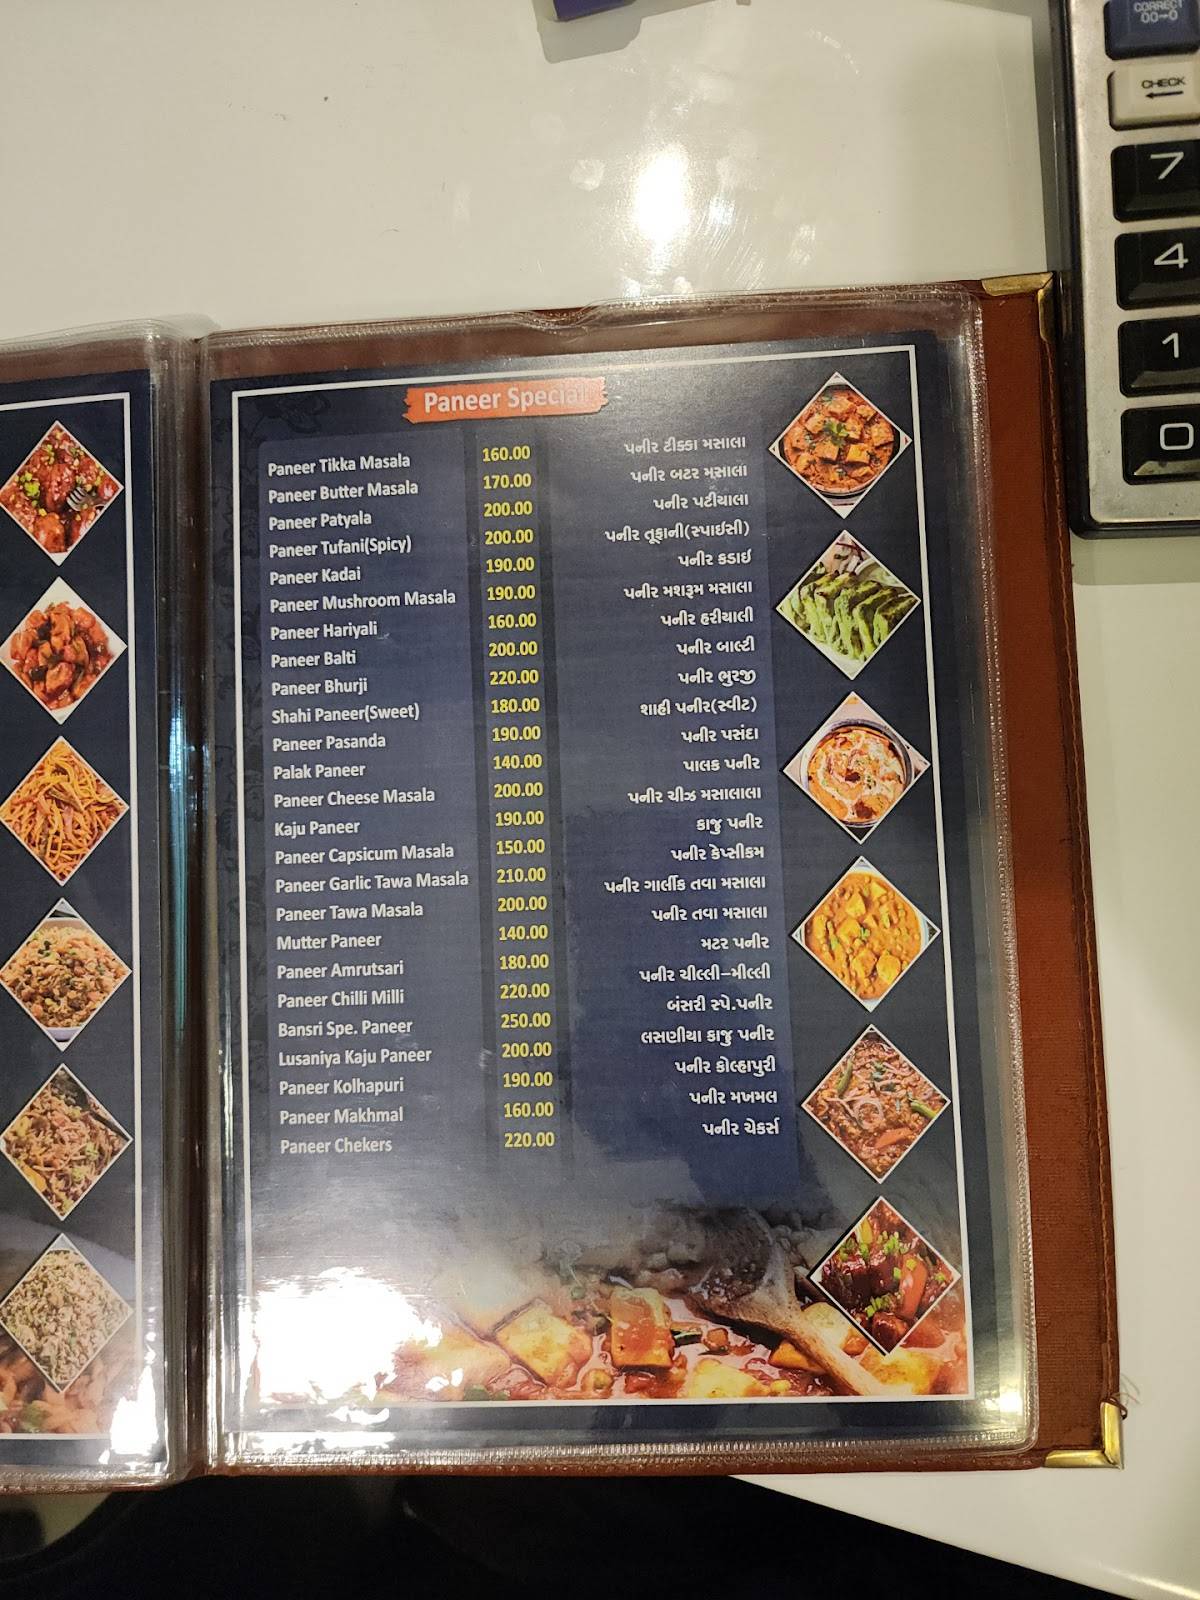 CORRECT
00→0
CHECK
7
4
1
0
Paneer Special
Paneer Tikka Masala 160.00 પનીર ટીક્કા મસાલા
Paneer Butter Masala 170.00 પનીર બટર મસાલા
Paneer Patyala 200.00 પનીર પટીયાલા
Paneer Tufani(Spicy) 200.00 પનીર તૂફાની(સ્પાઇસી)
Paneer Kadai 190.00 પનીર કડાઇ
Paneer Mushroom Masala 190.00 પનીર મશરૂમ મસાલા
Paneer Hariyali 160.00 પનીર હરીયાલી
Paneer Balti 200.00 પનીર બાલ્ટી
Paneer Bhurji 220.00 પનીર ભુરજી
Shahi Paneer(Sweet) 180.00 શાહી પનીર(સ્વીટ)
Paneer Pasanda 190.00 પનીર પસંદા
Palak Paneer 140.00 પાલક પનીર
Paneer Cheese Masala 200.00 પનીર ચીઝ મસાલાલા
Kaju Paneer 190.00 કાજુ પનીર
Paneer Capsicum Masala 150.00 પનીર કેપ્સીકમ
Paneer Garlic Tawa Masala 210.00 પનીર ગાર્લીક તવા મસાલા
Paneer Tawa Masala 200.00 પનીર તવા મસાલા
Mutter Paneer 140.00 મટર પનીર
Paneer Amrutsari 180.00 પનીર ચીલ્લી-મીલ્લી
Paneer Chilli Milli 220.00 બંસરી સ્પે.પનીર
Bansri Spe. Paneer 250.00 લસણીયા કાજુ પનીર
Lusaniya Kaju Paneer 200.00 પનીર કોલ્હાપુરી
Paneer Kolhapuri 190.00 પનીર મખમલ
Paneer Makhmal 160.00 પનીર ચેકર્સ
Paneer Chekers 220.00